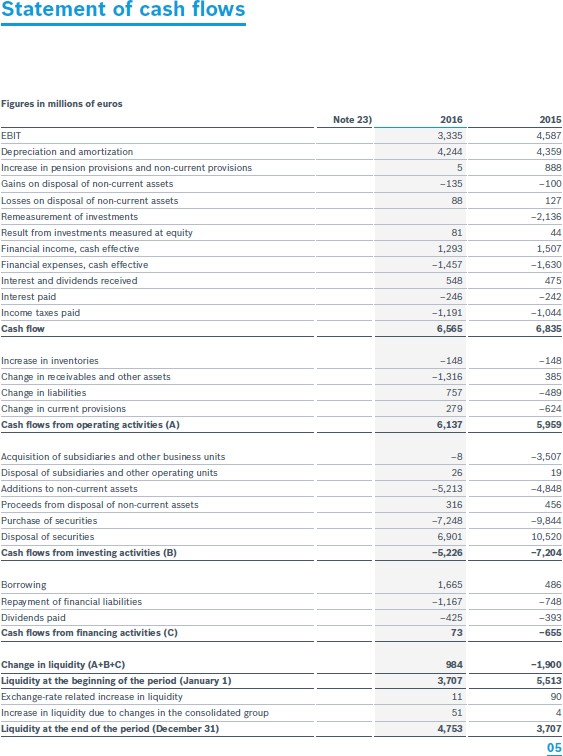 Statement of cash flows
Figures in millions of euros
Note 23) 2016 2015
EBIT 3,335 4,587
Depreciation and amortization 4,244 4,359
Increase in pension provisions and non-current provisions 5 888
Gains on disposal of non-current assets −135 −100
Losses on disposal of non-current assets 88 127
Remeasurement of investments −2,136
Result from investments measured at equity 81 44
Financial income, cash effective 1,293 1,507
Financial expenses, cash effective −1,457 −1,630
Interest and dividends received 548 475
Interest paid −246 −242
Income taxes paid −1,191 −1,044
Cash flow 6,565 6,835
Increase in inventories −148 −148
Change in receivables and other assets −1,316 385
Change in liabilities 757 −489
Change in current provisions 279 −624
Cash flows from operating activities (A) 6,137 5,959
Acquisition of subsidiaries and other business units −8 −3,507
Disposal of subsidiaries and other operating units 26 19
Additions to non-current assets −5,213 −4,848
Proceeds from disposal of non-current assets 316 456
Purchase of securities −7,248 −9,844
Disposal of securities 6,901 10,520
Cash flows from investing activities (B) −5,226 −7,204
Borrowing 1,665 486
Repayment of financial liabilities −1,167 −748
Dividends paid −425 −393
Cash flows from financing activities (C) 73 −655
Change in liquidity (A+B+C) 984 −1,900
Liquidity at the beginning of the period (January 1) 3,707 5,513
Exchange-rate related increase in liquidity 11 90
Increase in liquidity due to changes in the consolidated group 51 4
Liquidity at the end of the period (December 31) 4,753 3,707
05